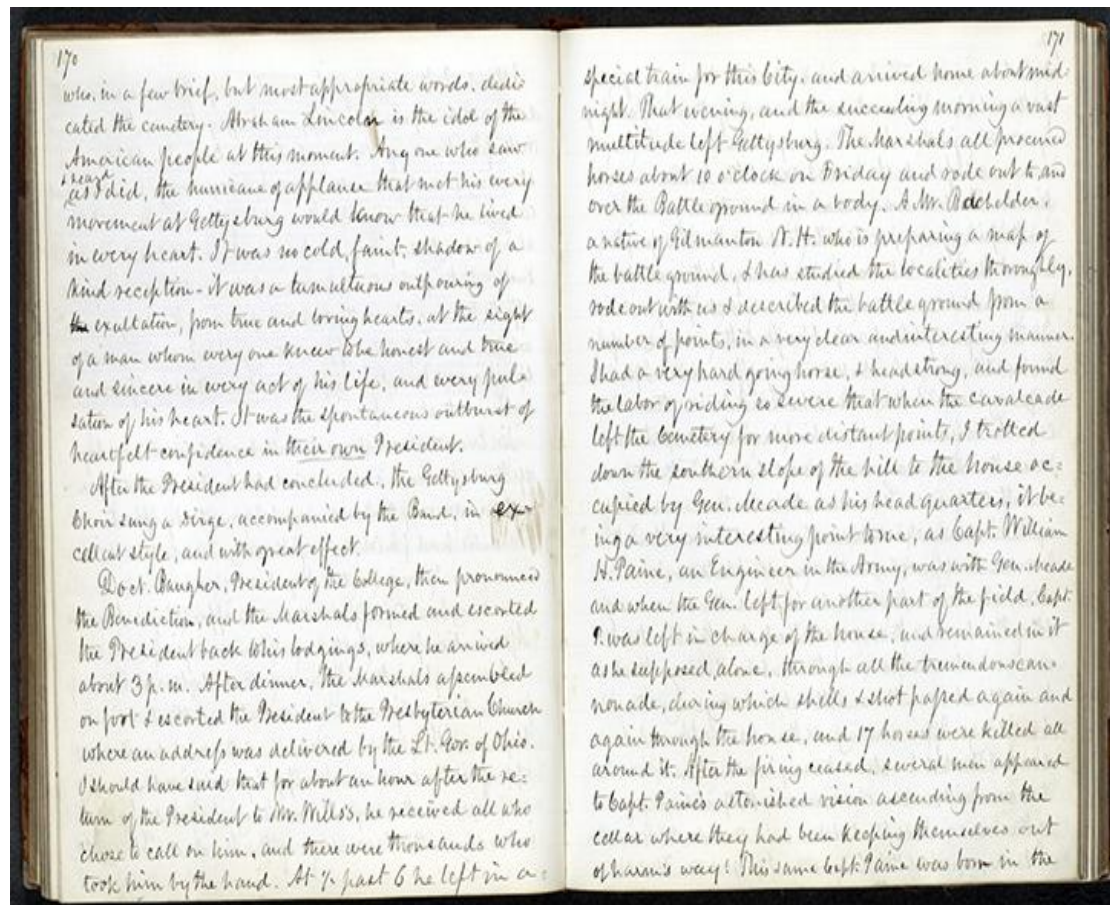 170
who, in a few brief, but most appropriate words, dedi-
cated the cemetery. Abraham Lincoln is the idol of the
American people at this moment. Any one who saw
& heard
as I did, the hurricane of applause that met his every
movement at Gettysburg would know that he lived
in every heart. It was no cold, faint, shadow of a
kind reception - it was a tumultuous outpouring of
the exultation, from true and loving hearts, at the sight
of a man whom every one knew to be honest and true
and sincere in every act of his life, and every pul-
sation of his heart. It was the spontaneous outburst of
heartfelt confidence in their own President.
After the President had concluded, the Gettysburg
Choir sung a dirge, accompanied by the Band, in ex-
cellent style, and with great effect.
Doct. Baugher, President of the College, then pronounced
the Benediction, and the Marshals formed and escorted
the President back to his lodgings, where he arrived
about 3 p.m. After dinner, the Marshals assembled
on foot & escorted the President to the Presbyterian Church
where an address was delivered by the Lt. Gov. of Ohio.
I should have said that for about an hour after the re=
turn of the President to Mr. Wills's, he received all who
chose to call on him, and there were thousands who
took him by the hand. At ½ past 6 he left in a
171
special train for this City, and arrived home about mid-
night. That evening, and the succeeding morning a vast
multitude left Gettysburg. The Marshals all procured
horses about 10 o'clock on Friday and rode out to and
over the Battle ground in a body. A Mr. Batchelder,
a native of Gilmanton N.H. who is preparing a map of
the battle ground, & has studied the localities thoroughly,
rode out with us & described the battle ground from a
number of points, in a very clear and interesting manner.
I had a very hard going horse, & headstrong, and found
the labor of riding so severe that when the cavalcade
left the Cemetery for more distant points, I trotted
down the southern slope of the hill to the house oc=
cupied by Gen. Meade as his head quarters, it be=
ing a very interesting point to me, as Capt. William
H. Paine, an Engineer in the Army, was with Gen. Meade
and when the Gen. left for another part of the field, Capt.
P. was left in charge of the house, and remained in it
as he supposed, alone, through all the tremendous can-
nonade, during which shells & shot passed again and
again through the house, and 17 horses were killed all
around it. After the firing ceased, several men appeared
to Capt. Paine's astonished vision ascending from the
cellar where they had been keeping themselves out
of harm's way! This same Capt. Paine was born in the